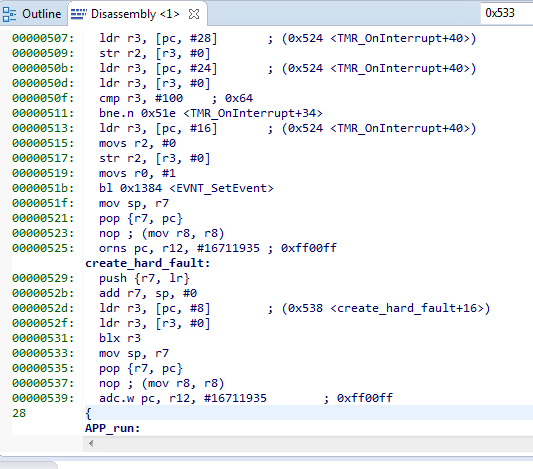 Outline Disassembly <1> 0x533
00000507: ldr r3, [pc, #28] ; (0x524 <TMR_OnInterrupt+40>)
00000509: str r2, [r3, #0]
0000050b: ldr r3, [pc, #24] ; (0x524 <TMR_OnInterrupt+40>)
0000050d: ldr r3, [r3, #0]
0000050f: cmp r3, #100 ; 0x64
00000511: bne.n 0x51e <TMR_OnInterrupt+34>
00000513: ldr r3, [pc, #16] ; (0x524 <TMR_OnInterrupt+40>)
00000515: movs r2, #0
00000517: str r2, [r3, #0]
00000519: movs r0, #1
0000051b: bl 0x1384 <EVNT_SetEvent>
0000051f: mov sp, r7
00000521: pop {r7, pc}
00000523: nop ; (mov r8, r8)
00000525: orns pc, r12, #16711935 ; 0xff00ff
create_hard_fault:
00000529: push {r7, lr}
0000052b: add r7, sp, #0
0000052d: ldr r3, [pc, #8] ; (0x538 <create_hard_fault+16>)
0000052f: ldr r3, [r3, #0]
00000531: blx r3
00000533: mov sp, r7
00000535: pop {r7, pc}
00000537: nop ; (mov r8, r8)
00000539: adc.w pc, r12, #16711935 ; 0xff00ff
28 {
APP_run: